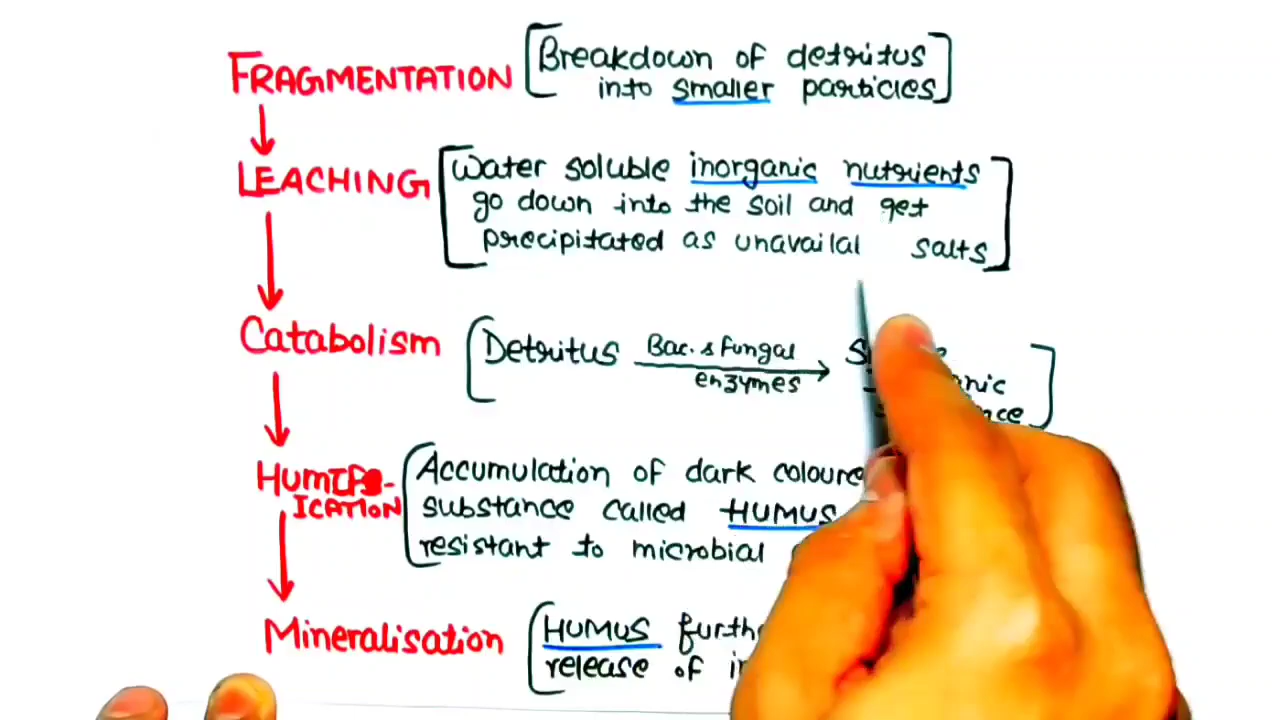 FRAGMENTATION [Breakdown of detritus
into smaller particles]
LEACHING [Water soluble inorganic nutrients
go down into the soil and get
precipitated as unavailal salts]
Catabolism (Detritus Bac. & fungal
enzymes
Accumulation of dark coloure
HUMIF-
ICATION
substance called HUMUS
resistant to microbial
Mineralisation (HUMUS furth
release of in